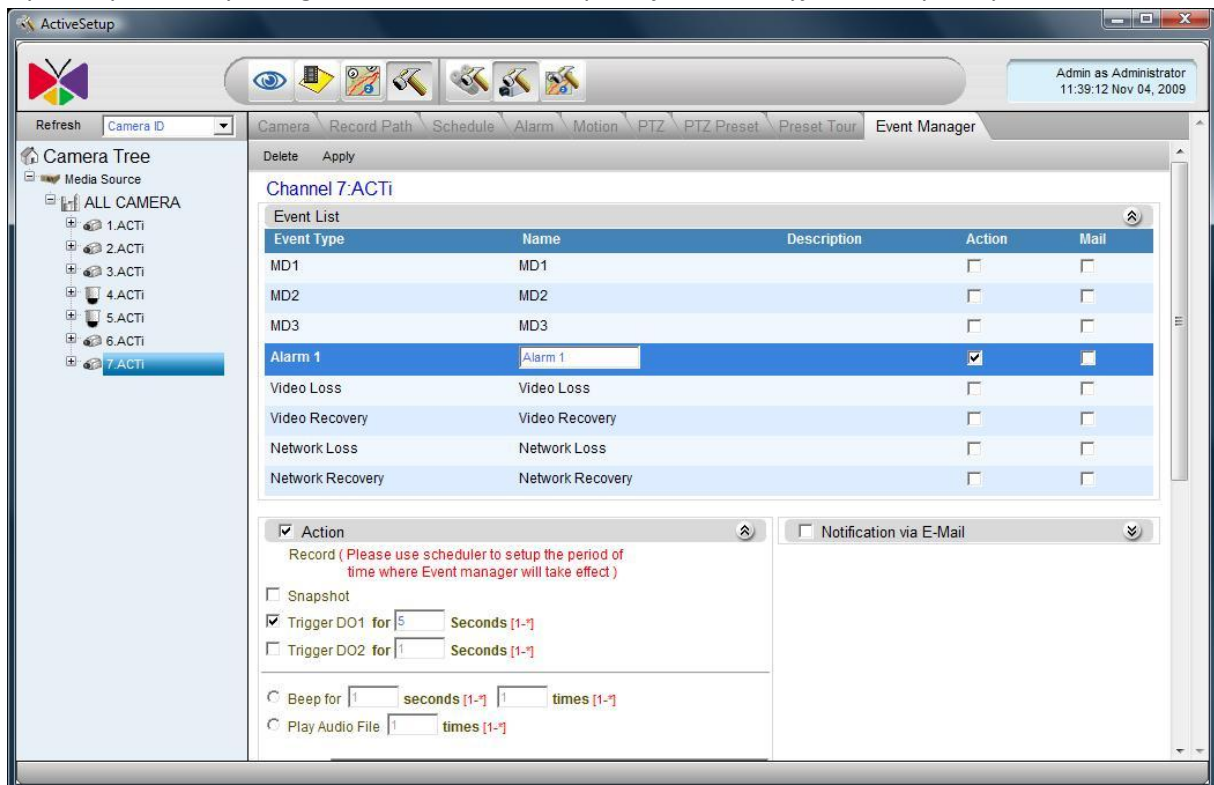 ActiveSetup
Admin as Administrator
11:39:12 Nov 04, 2009
Refresh Camera ID
Camera Record Path Schedule Alarm Motion PTZ PTZ Preset Preset Tour Event Manager
Camera Tree
Media Source
ALL CAMERA
1.ACTi
2.ACTi
3.ACTi
4.ACTi
5.ACTi
6.ACTi
7.ACTi
Delete Apply
Channel 7:ACTi
Event List
Event Type Name Description Action Mail
MD1 MD1
MD2 MD2
MD3 MD3
Alarm 1 Alarm 1
Video Loss Video Loss
Video Recovery Video Recovery
Network Loss Network Loss
Network Recovery Network Recovery
Action
Record ( Please use scheduler to setup the period of
time where Event manager will take effect )
Snapshot
Trigger DO1 for 5 Seconds [1-*]
Trigger DO2 for 1 Seconds [1-*]
Beep for 1 seconds [1-*] 1 times [1-*]
Play Audio File 1 times [1-*]
Notification via E-Mail